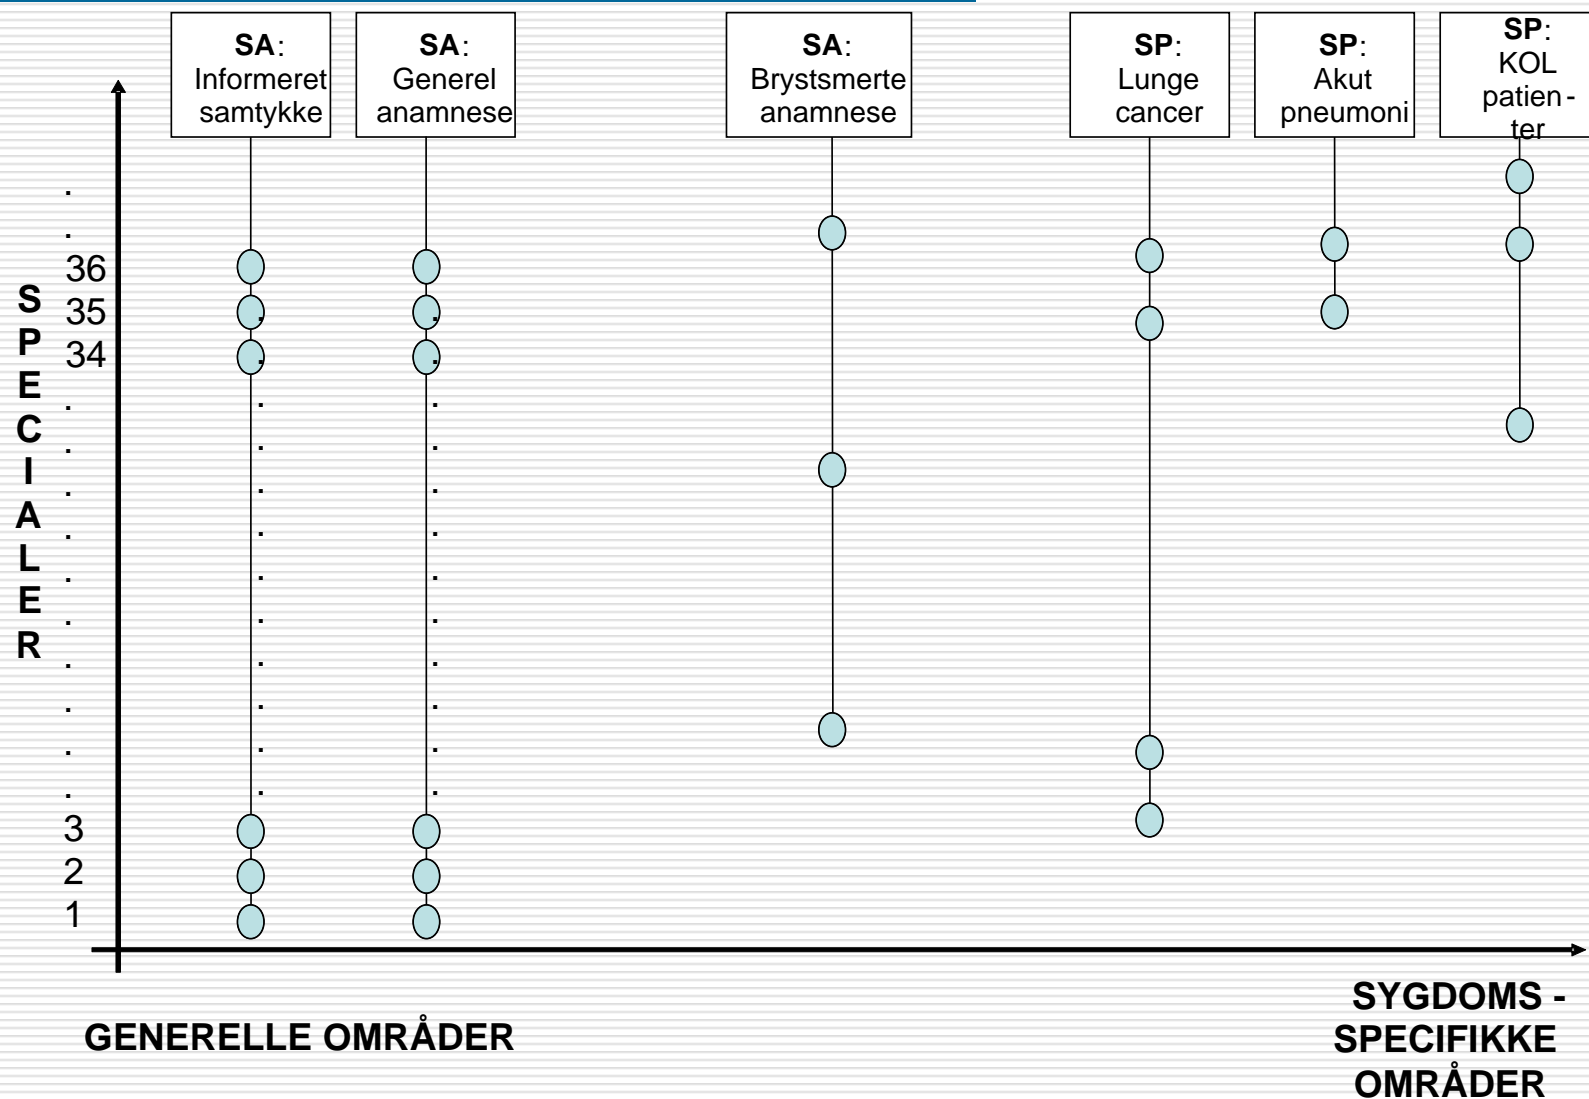 SA:
Informeret
samtykke
SA:
Generel
anamnese
SA:
Brystsmerte
anamnese
SP:
Lunge
cancer
SP:
Akut
pneumoni
SP:
KOL
patien -
ter
SPECIALER
.
.
36
35
34
.
.
.
.
.
.
.
.
.
.
3
2
1
GENERELLE OMRÅDER
SYGDOMS -
SPECIFIKKE
OMRÅDER